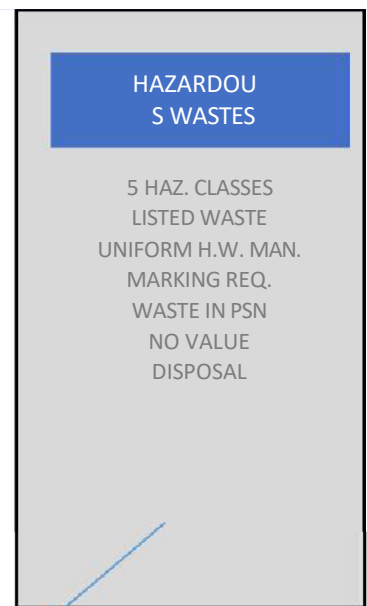 HAZARDOU
S WASTES
5 HAZ. CLASSES
LISTED WASTE
UNIFORM H.W. MAN.
MARKING REQ.
WASTE IN PSN
NO VALUE
DISPOSAL